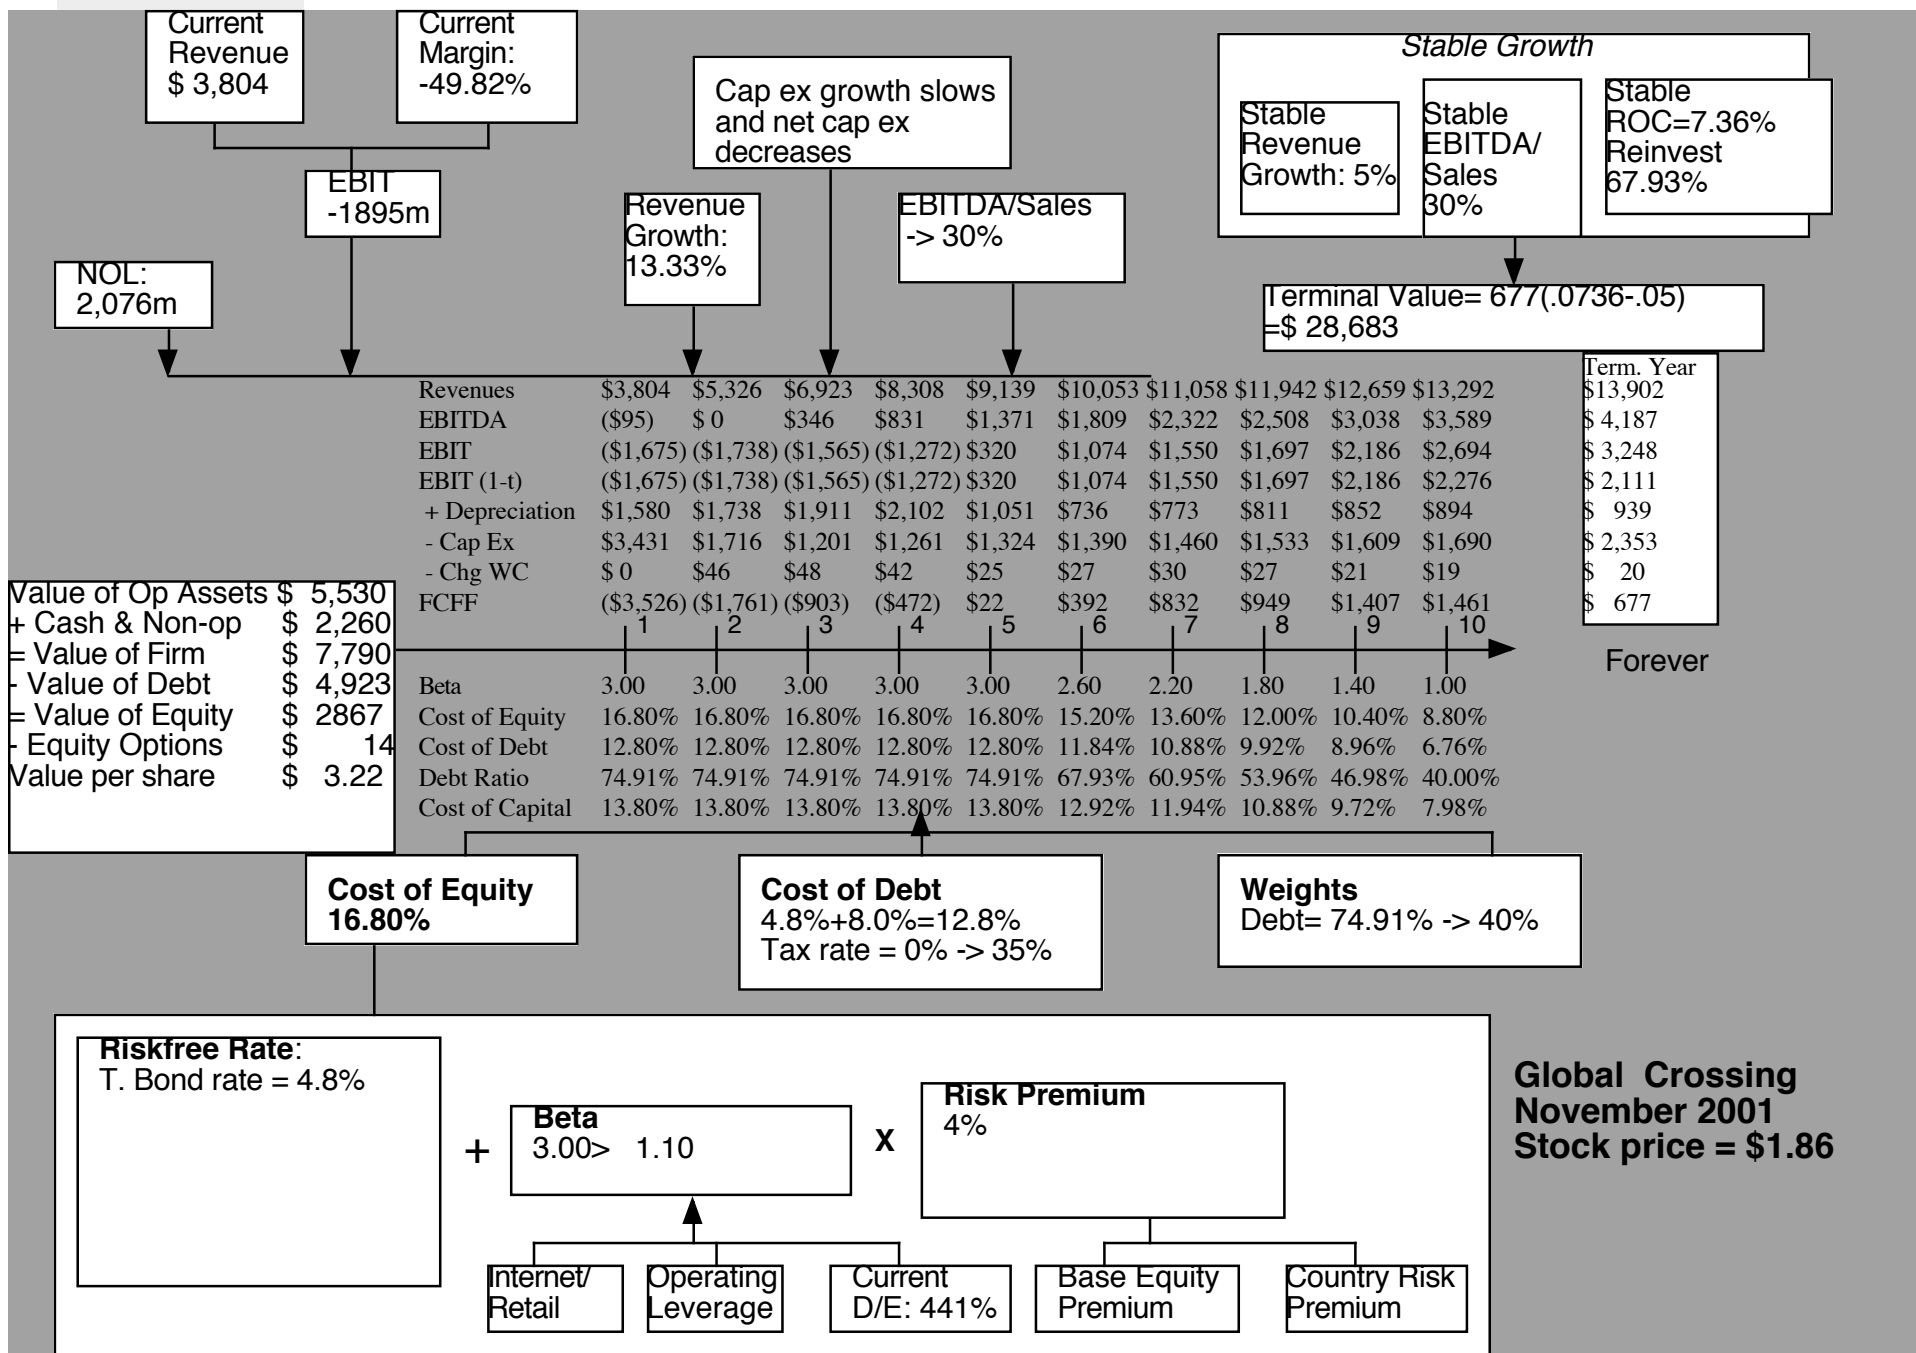 Current
Revenue
$ 3,804
Current
Margin:
-49.82%
EBIT
-1895m
NOL:
2,076m
Cap ex growth slows
and net cap ex
decreases
Revenue
Growth:
13.33%
EBITDA/Sales
-> 30%
Stable Growth
Stable
Revenue
Growth: 5%
Stable
EBITDA/
Sales
30%
Stable
ROC=7.36%
Reinvest
67.93%
Terminal Value= 677(.0736-.05)
=$ 28,683
Term. Year
Revenues $3,804 $5,326 $6,923 $8,308 $9,139 $10,053 $11,058 $11,942 $12,659 $13,292 $13,902
EBITDA ($95) $ 0 $346 $831 $1,371 $1,809 $2,322 $2,508 $3,038 $3,589 $ 4,187
EBIT ($1,675) ($1,738) ($1,565) ($1,272) $320 $1,074 $1,550 $1,697 $2,186 $2,694 $ 3,248
EBIT (1-t) ($1,675) ($1,738) ($1,565) ($1,272) $320 $1,074 $1,550 $1,697 $2,186 $2,276 $ 2,111
+ Depreciation $1,580 $1,738 $1,911 $2,102 $1,051 $736 $773 $811 $852 $894 $ 939
- Cap Ex $3,431 $1,716 $1,201 $1,261 $1,324 $1,390 $1,460 $1,533 $1,609 $1,690 $ 2,353
- Chg WC $ 0 $46 $48 $42 $25 $27 $30 $27 $21 $19 $ 20
FCFF ($3,526) ($1,761) ($903) ($472) $22 $392 $832 $949 $1,407 $1,461 $ 677
1 2 3 4 5 6 7 8 9 10
Forever
Value of Op Assets $ 5,530
+ Cash & Non-op $ 2,260
= Value of Firm $ 7,790
- Value of Debt $ 4,923
= Value of Equity $ 2867
- Equity Options $ 14
Value per share $ 3.22
Beta 3.00 3.00 3.00 3.00 3.00 2.60 2.20 1.80 1.40 1.00
Cost of Equity 16.80% 16.80% 16.80% 16.80% 16.80% 15.20% 13.60% 12.00% 10.40% 8.80%
Cost of Debt 12.80% 12.80% 12.80% 12.80% 12.80% 11.84% 10.88% 9.92% 8.96% 6.76%
Debt Ratio 74.91% 74.91% 74.91% 74.91% 74.91% 67.93% 60.95% 53.96% 46.98% 40.00%
Cost of Capital 13.80% 13.80% 13.80% 13.80% 13.80% 12.92% 11.94% 10.88% 9.72% 7.98%
Cost of Equity
16.80%
Cost of Debt
4.8%+8.0%=12.8%
Tax rate = 0% -> 35%
Weights
Debt= 74.91% -> 40%
Riskfree Rate:
T. Bond rate = 4.8%
+
Beta
3.00> 1.10
X
Risk Premium
4%
Internet/
Retail
Operating
Leverage
Current
D/E: 441%
Base Equity
Premium
Country Risk
Premium
Global Crossing
November 2001
Stock price = $1.86